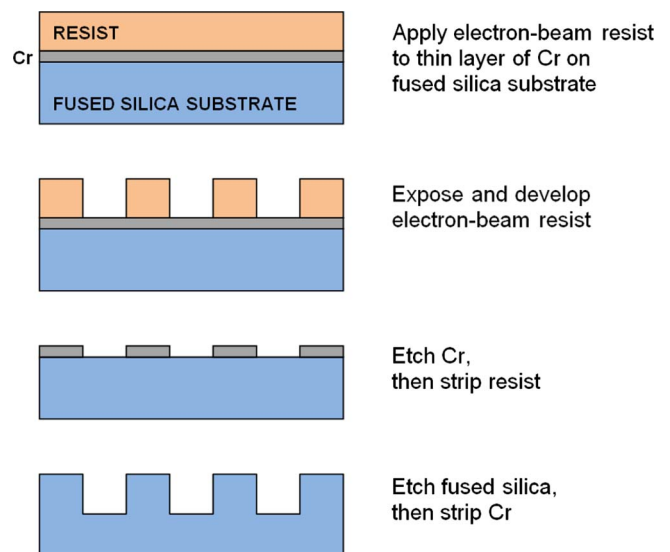 RESIST
Cr
FUSED SILICA SUBSTRATE
Apply electron-beam resist
to thin layer of Cr on
fused silica substrate
Expose and develop
electron-beam resist
Etch Cr,
then strip resist
Etch fused silica,
then strip Cr